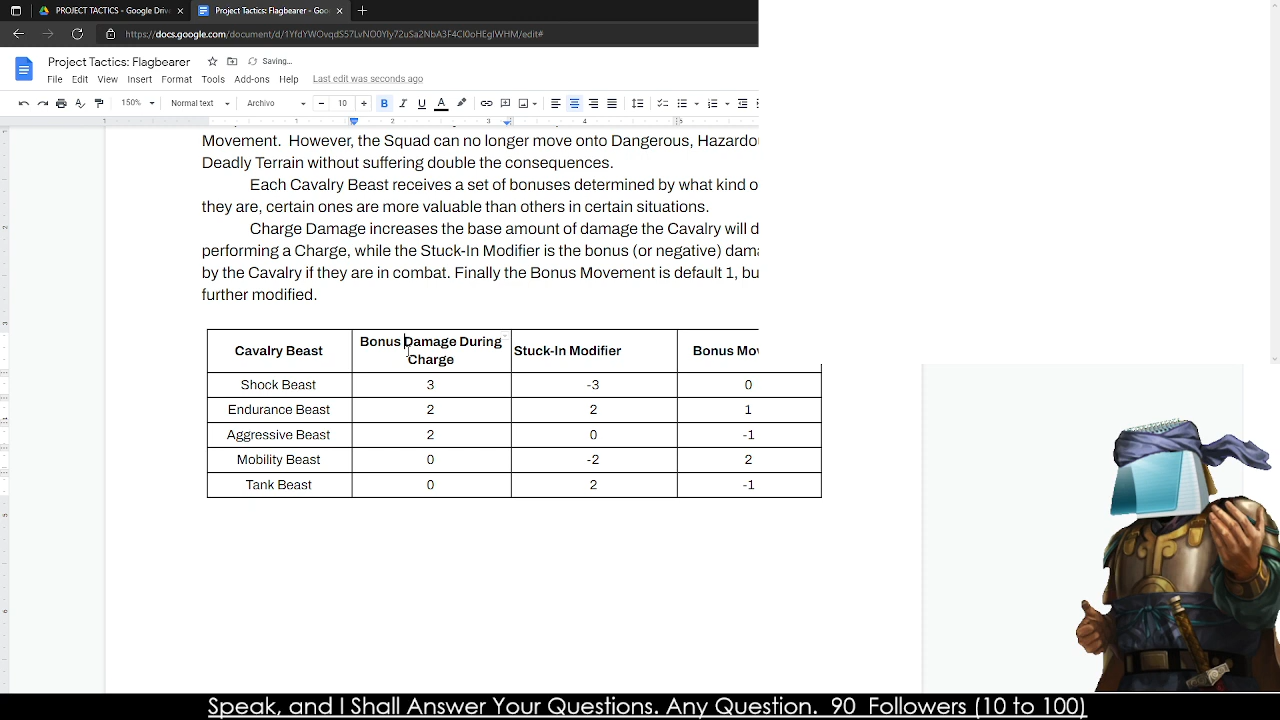 PROJECT TACTICS - Google Driv
Project Tactics: Flagbearer - Goo
https://docs.google.com/document/d/1YfdYWOvqdS57LvNO0Yly72uSa2NbA3F4Cl0oHEglWHM/edit#
Project Tactics: Flagbearer
Saving...
File Edit View Insert Format Tools Add-ons Help Last edit was seconds ago
150% Normal text Archivo 10
Movement. However, the Squad can no longer move onto Dangerous, Hazardo
Deadly Terrain without suffering double the consequences.
Each Cavalry Beast receives a set of bonuses determined by what kind o
they are, certain ones are more valuable than others in certain situations.
Charge Damage increases the base amount of damage the Cavalry will d
performing a Charge, while the Stuck-In Modifier is the bonus (or negative) dama
by the Cavalry if they are in combat. Finally the Bonus Movement is default 1, bu
further modified.
Cavalry Beast Bonus Damage During Charge Stuck-In Modifier Bonus Mov
Shock Beast 3 -3 0
Endurance Beast 2 2 1
Aggressive Beast 2 0 -1
Mobility Beast 0 -2 2
Tank Beast 0 2 -1
Speak, and I Shall Answer Your Questions. Any Question. 90 Followers (10 to 100)